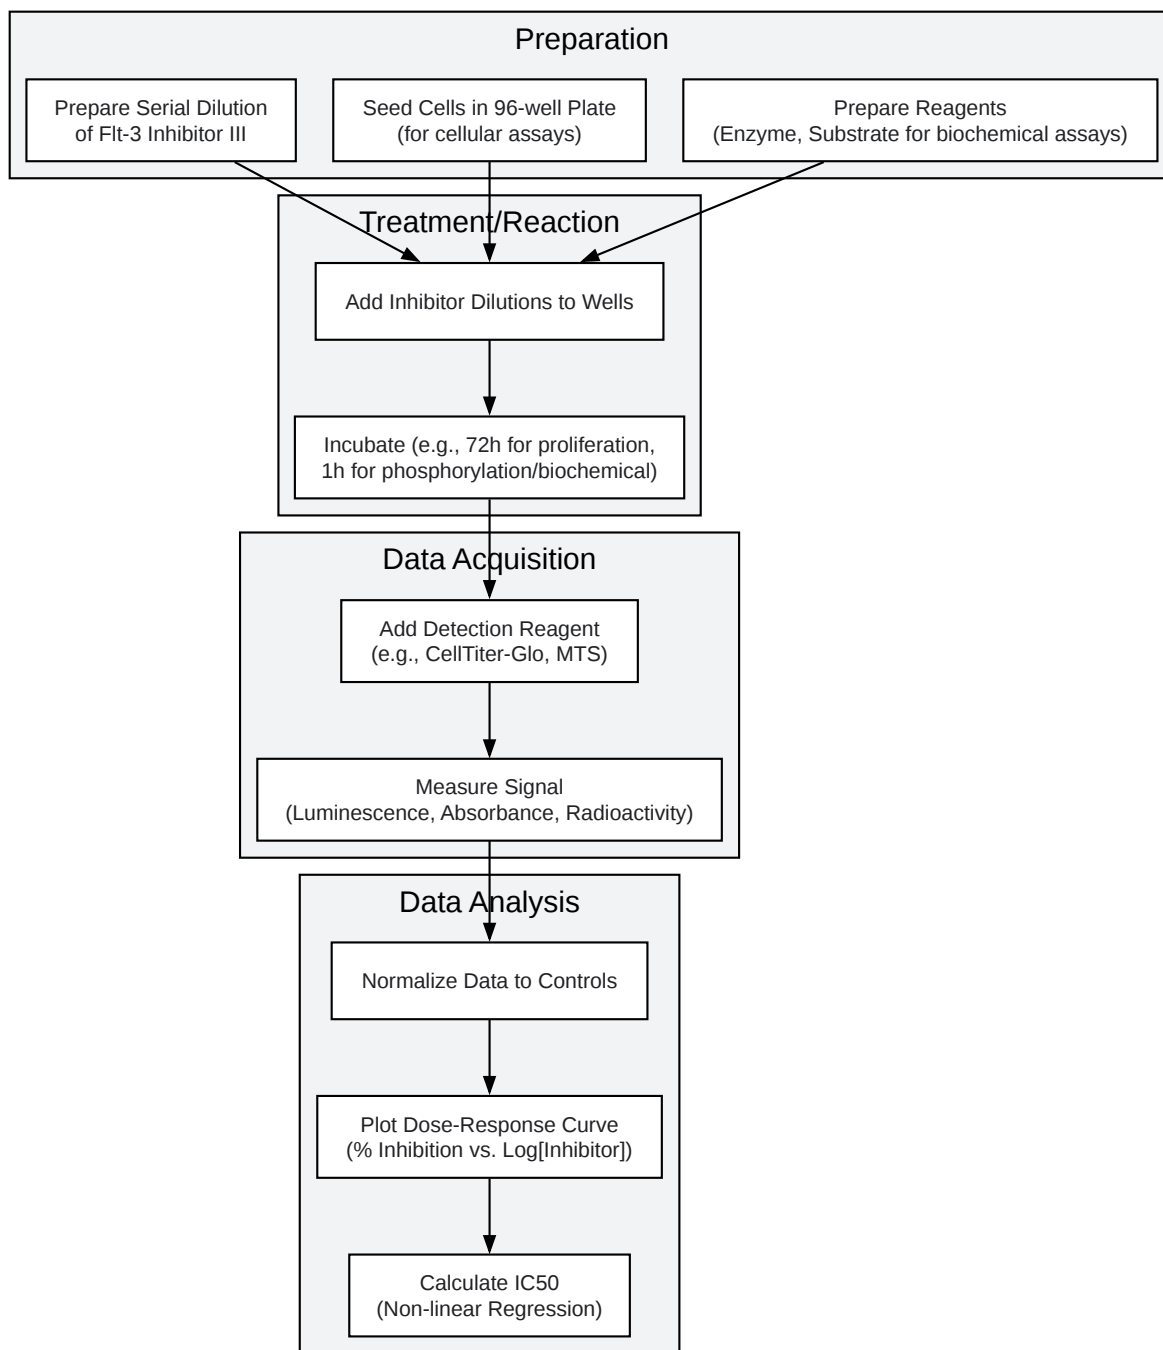 Preparation
Prepare Serial Dilution
of Flt-3 Inhibitor III
Seed Cells in 96-well Plate
(for cellular assays)
Prepare Reagents
(Enzyme, Substrate for biochemical assays)
Treatment/Reaction
Add Inhibitor Dilutions to Wells
Incubate (e.g., 72h for proliferation,
1h for phosphorylation/biochemical)
Data Acquisition
Add Detection Reagent
(e.g., CellTiter-Glo, MTS)
Measure Signal
(Luminescence, Absorbance, Radioactivity)
Data Analysis
Normalize Data to Controls
Plot Dose-Response Curve
(% Inhibition vs. Log[Inhibitor])
Calculate IC50
(Non-linear Regression)